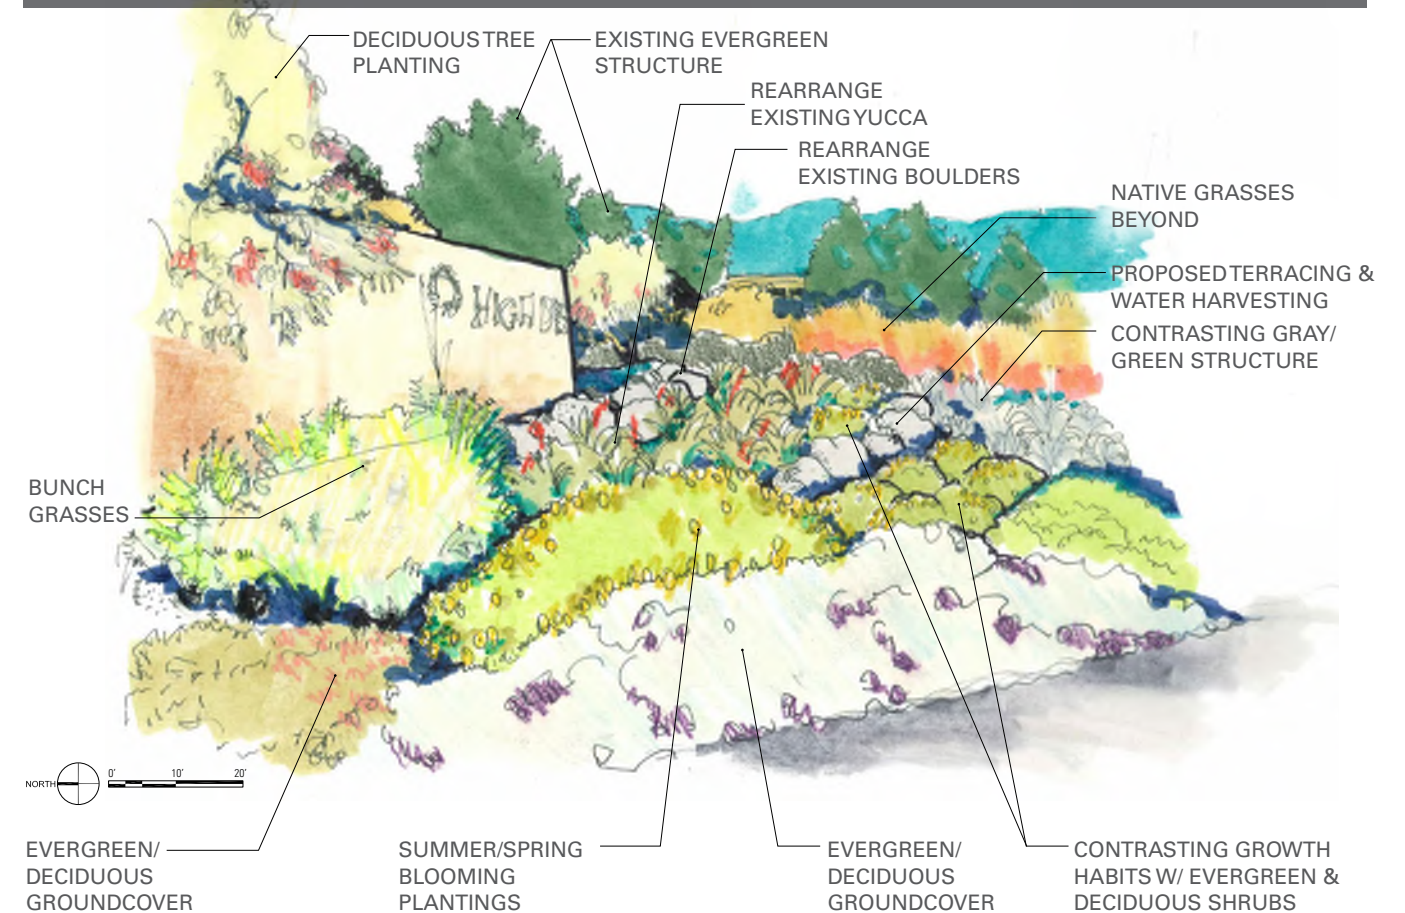 DECIDUOUS TREE
PLANTING
EXISTING EVERGREEN
STRUCTURE
REARRANGE
EXISTING YUCCA
REARRANGE
EXISTING BOULDERS
NATIVE GRASSES
BEYOND
PROPOSED TERRACING &
WATER HARVESTING
CONTRASTING GRAY/
GREEN STRUCTURE
HIGH DE
BUNCH
GRASSES
NORTH
0' 10' 20'
EVERGREEN/
DECIDUOUS
GROUNDCOVER
SUMMER/SPRING
BLOOMING
PLANTINGS
EVERGREEN/
DECIDUOUS
GROUNDCOVER
CONTRASTING GROWTH
HABITS W/ EVERGREEN &
DECIDUOUS SHRUBS